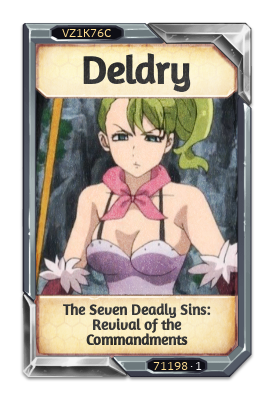 VZ1K76C
Deldry
The Seven Deadly Sins:
Revival of the
Commandments
71198·1